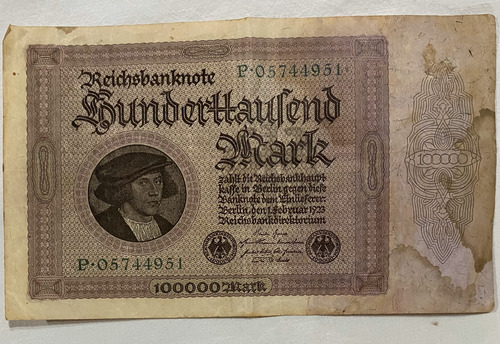 Reichsbanknote
P·05744951
Hunderttausend
Mark
zahlt die Reichsbankhaupt-
kasse in Berlin gegen diese
Banknote dem Einlieferer.
Berlin, den 1. Februar 1923
Reichsbankdirektorium
100000
P·05744951
100000 Mark